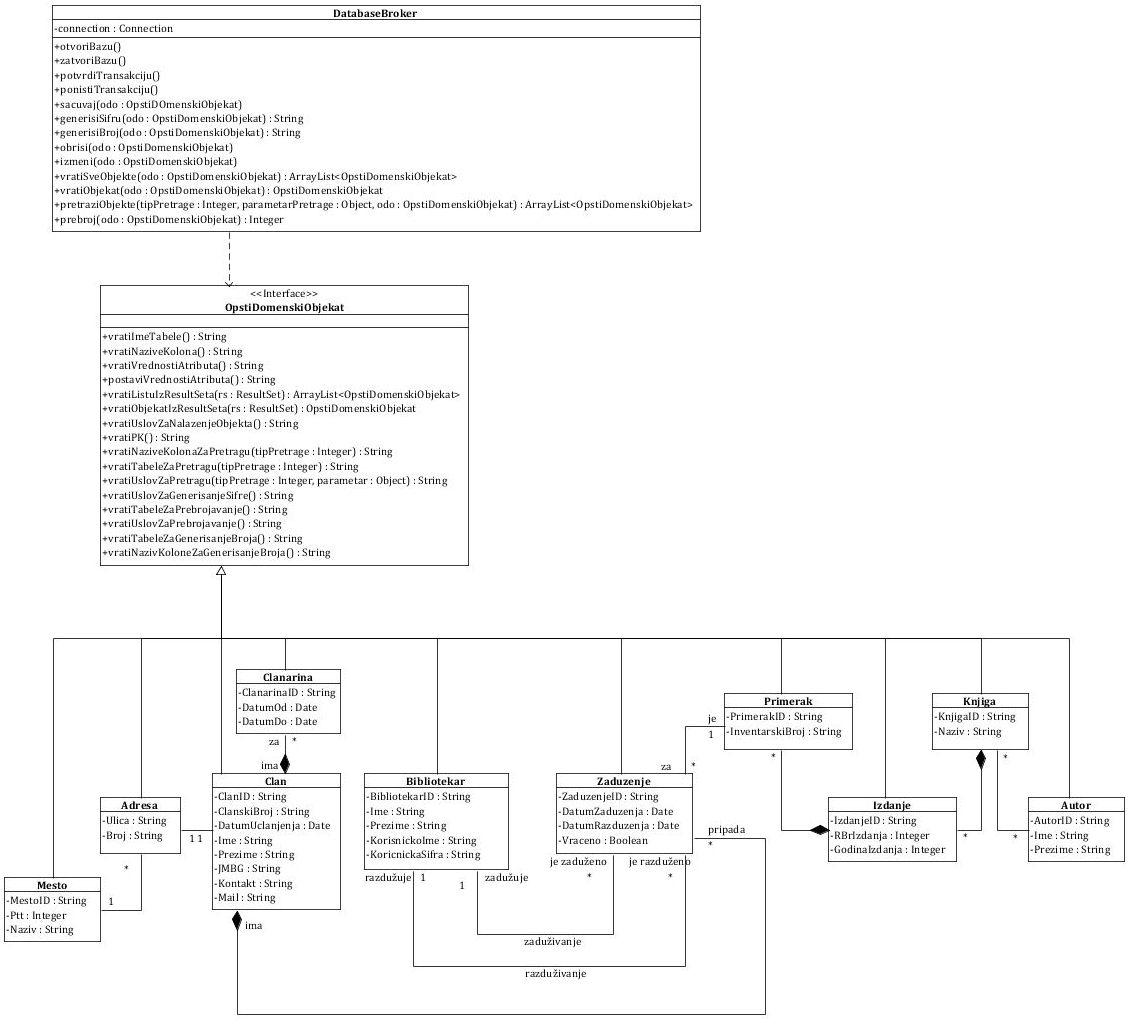 DatabaseBroker
-connection : Connection
+otvoriBazu()
+zatvoriBazu()
+potvrdiTransakciju()
+ponistiTransakciju()
+sacuvaj(odo : OpstiDOmenskiObjekat)
+generisiSifru(odo : OpstiDomenskiObjekat) : String
+generisiBroj(odo : OpstiDomenskiObjekat) : String
+obrisi(odo : OpstiDomenskiObjekat)
+izmeni(odo : OpstiDomenskiObjekat)
+vratiSveObjekte(odo : OpstiDomenskiObjekat) : ArrayList<OpstiDomenskiObjekat>
+vratiObjekat(odo : OpstiDomenskiObjekat) : OpstiDomenskiObjekat
+pretraziObjekte(tipPretrage : Integer, parametarPretrage : Object, odo : OpstiDomenskiObjekat) : ArrayList<OpstiDomenskiObjekat>
+prebroj(odo : OpstiDomenskiObjekat) : Integer
<<Interface>>
OpstiDomenskiObjekat
+vratiImeTabele() : String
+vratiNaziveKolona() : String
+vratiVrednostiAtributa() : String
+postaviVrednostiAtributa() : String
+vratiListuIzResultSeta(rs : ResultSet) : ArrayList<OpstiDomenskiObjekat>
+vratiObjekatIzResultSeta(rs : ResultSet) : OpstiDomenskiObjekat
+vratiUslovZaNalazenjeObjekta() : String
+vratiPK() : String
+vratiNaziveKolonaZaPretragu(tipPretrage : Integer) : String
+vratiTabeleZaPretragu(tipPretrage : Integer) : String
+vratiUslovZaPretragu(tipPretrage : Integer, parametar : Object) : String
+vratiUslovZaGenerisanjeSifre() : String
+vratiTabeleZaPrebrojavanje() : String
+vratiUslovZaPrebrojavanje() : String
+vratiTabeleZaGenerisanjeBroja() : String
+vratiNazivKoloneZaGenerisanjeBroja() : String
Clanarina
-ClanarinaID : String
-DatumOd : Date
-DatumDo : Date
za *
ima
Primerak
-PrimerakID : String
-InventarskiBroj : String
je
1
*
Knjiga
-KnjigaID : String
-Naziv : String
*
Adresa
-Ulica : String
-Broj : String
1 1
*
Clan
-ClanID : String
-ClanskiBroj : String
-DatumUclanjenja : Date
-Ime : String
-Prezime : String
-JMBG : String
-Kontakt : String
-Mail : String
ima
Bibliotekar
-BibliotekarID : String
-Ime : String
-Prezime : String
-KorisnickoIme : String
-KoricnickaSifra : String
razdužuje 1
1
zadužuje
za *
Zaduzenje
-ZaduzenjeID : String
-DatumZaduzenja : Date
-DatumRazduzenja : Date
-Vraceno : Boolean
pripada
*
je zaduženo
*
je razduženo
*
Izdanje
-IzdanjeID : String
-RBrIzdanja : Integer
-GodinaIzdanja : Integer
*
Autor
-AutorID : String
-Ime : String
-Prezime : String
*
Mesto
-MestoID : String
-Ptt : Integer
-Naziv : String
1
zaduživanje
razduživanje